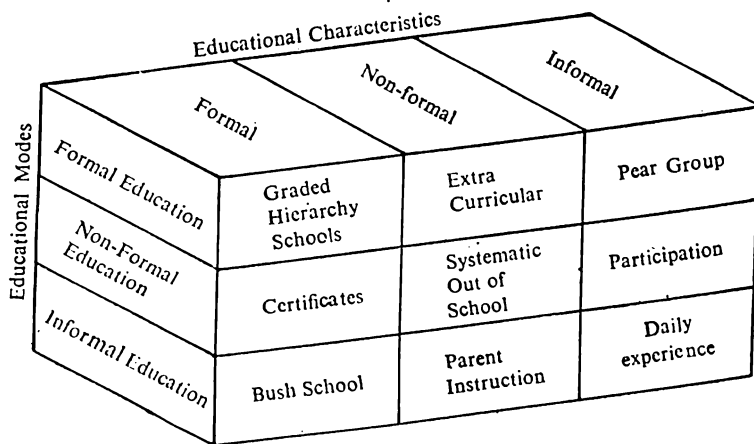 Educational Characteristics
Formal
Non-formal
Informal
Educational Modes
Formal Education
Non-Formal
Education
Informal Education
Graded
Hierarchy
Schools
Extra
Curricular
Pear Group
Certificates
Systematic
Out of
School
Participation
Bush School
Parent
Instruction
Daily
experience